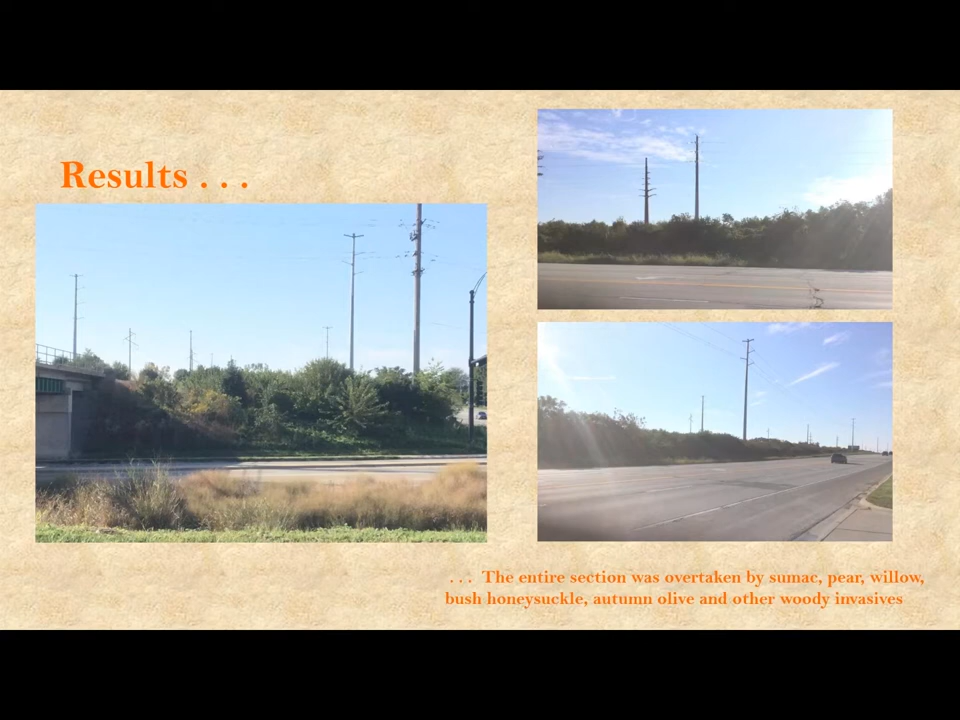 Results . . .
. . . The entire section was overtaken by sumac, pear, willow,
bush honeysuckle, autumn olive and other woody invasives